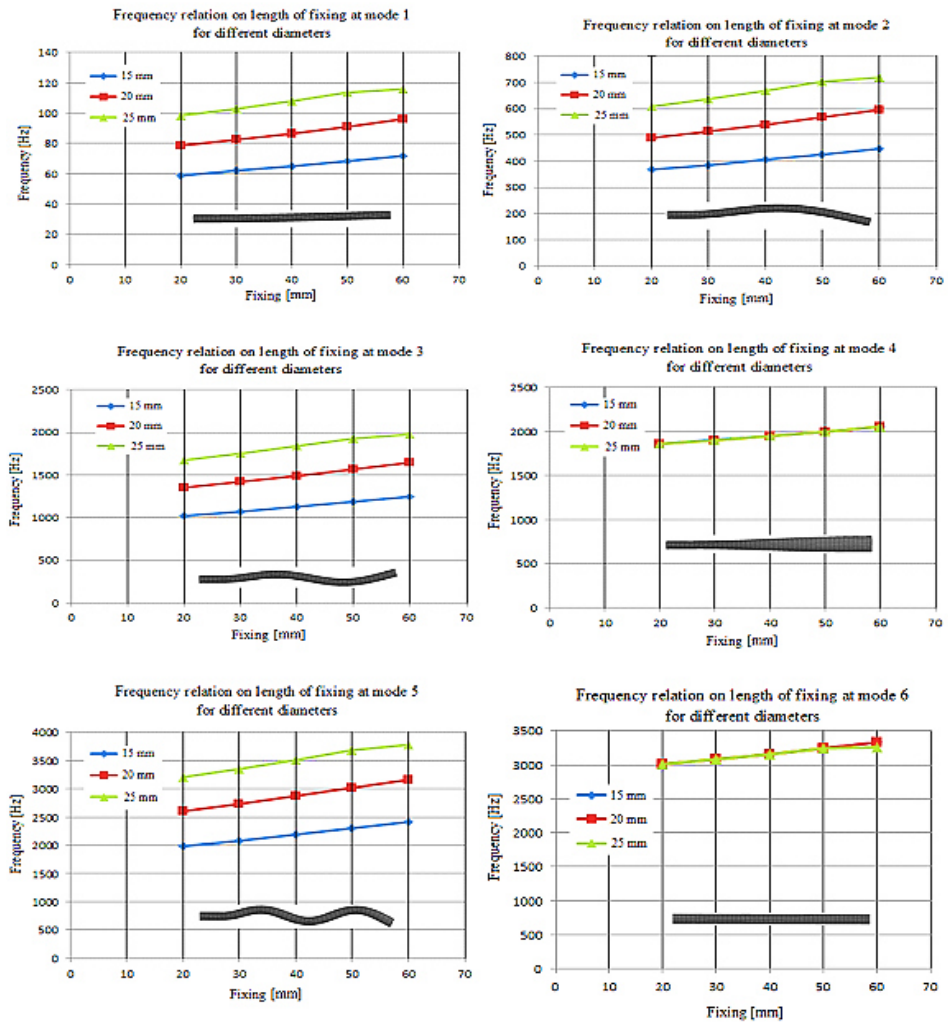 Frequency relation on length of fixing at mode 1
for different diameters
140
120
100
80
60
40
20
0
Frequency [Hz]
15 mm
20 mm
25 mm
0 10 20 30 40 50 60 70
Fixing [mm]
Frequency relation on length of fixing at mode 2
for different diameters
800
700
600
500
400
300
200
100
0
Frequency [Hz]
15 mm
20 mm
25 mm
0 10 20 30 40 50 60 70
Fixing [mm]
Frequency relation on length of fixing at mode 3
for different diameters
2500
2000
1500
1000
500
0
Frequency [Hz]
15 mm
20 mm
25 mm
0 10 20 30 40 50 60 70
Fixing [mm]
Frequency relation on length of fixing at mode 4
for different diameters
2500
2000
1500
1000
500
0
Frequency [Hz]
15 mm
20 mm
25 mm
0 10 20 30 40 50 60 70
Fixing [mm]
Frequency relation on length of fixing at mode 5
for different diameters
4000
3500
3000
2500
2000
1500
1000
500
0
Frequency [Hz]
15 mm
20 mm
25 mm
0 10 20 30 40 50 60 70
Fixing [mm]
Frequency relation on length of fixing at mode 6
for different diameters
3500
3000
2500
2000
1500
1000
500
0
Frequency [Hz]
15 mm
20 mm
25 mm
0 10 20 30 40 50 60 70
Fixing [mm]